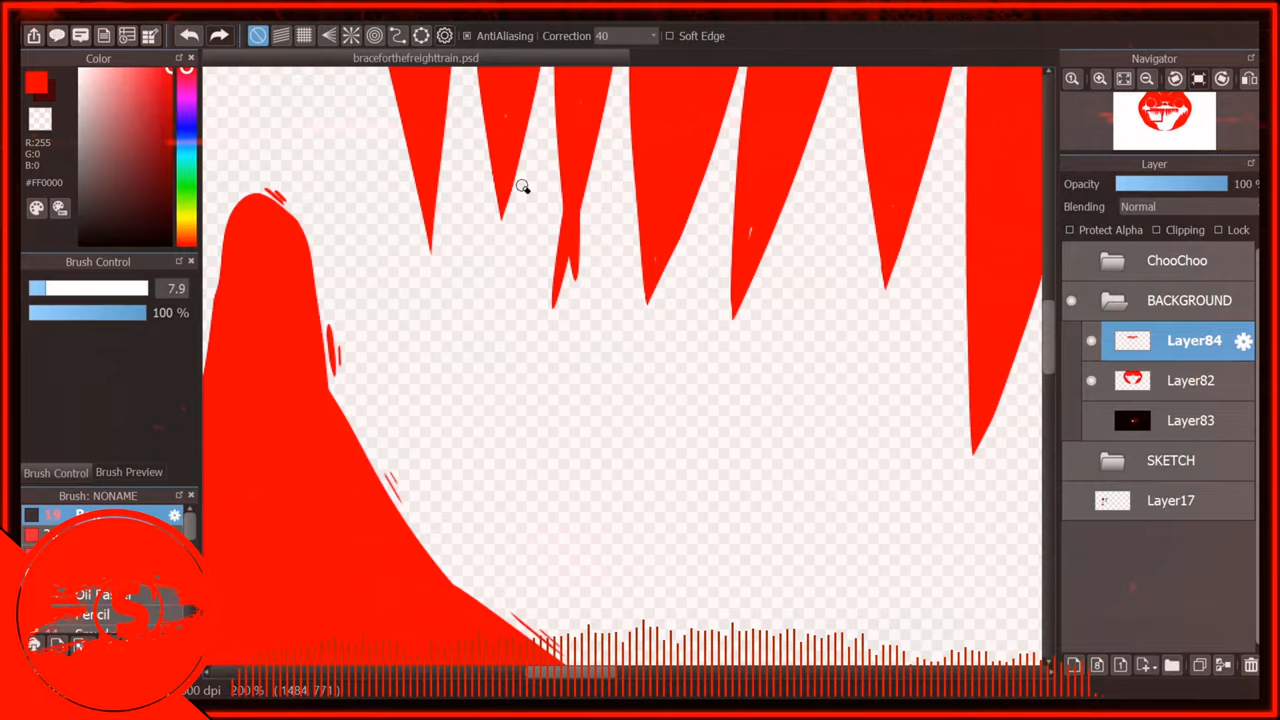 AntiAliasing Correction 40 Soft Edge
Color
braceforthefreighttrain.psd
Navigator
R:255
G:0
B:0
#FF0000
Layer
Opacity 100 %
Blending Normal
Protect Alpha Clipping Lock
Brush Control
7.9
100 %
ChooChoo
BACKGROUND
Layer84
Layer82
Layer83
SKETCH
Layer17
Brush Control Brush Preview
Brush: NONAME
19
Pencil
(S)
200 % (1484,771)